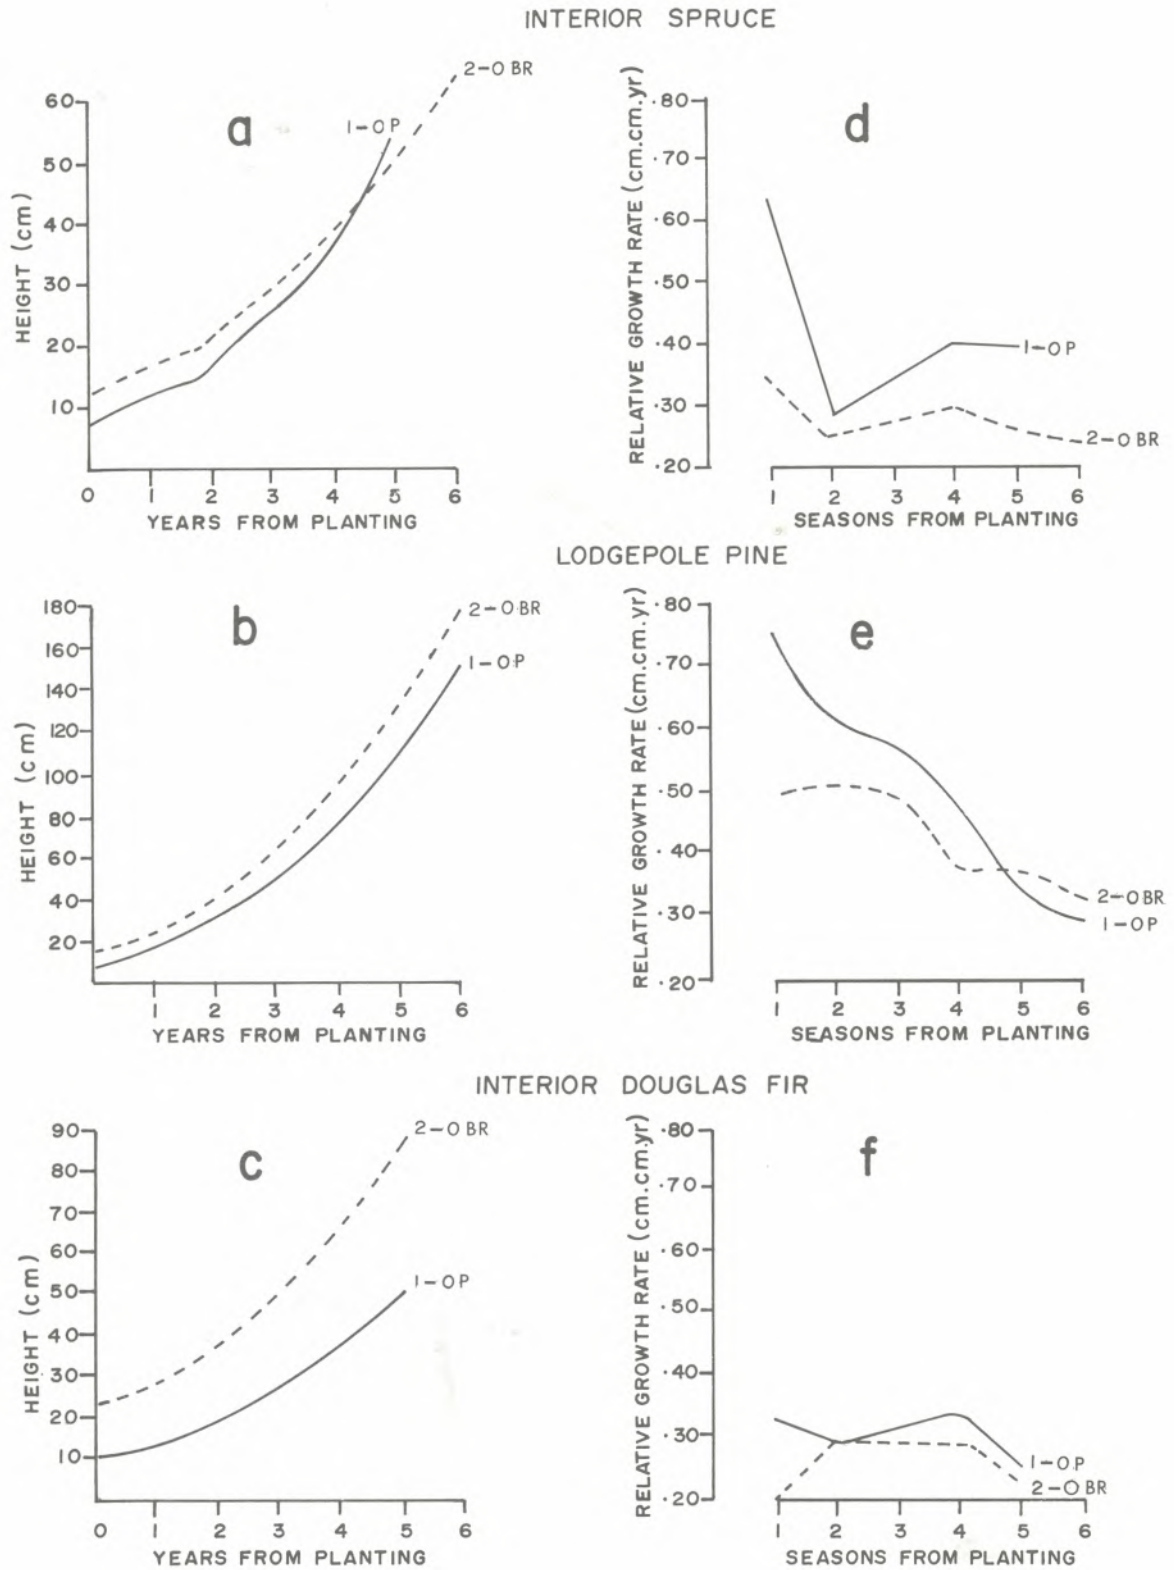 INTERIOR SPRUCE
a
HEIGHT (cm)
60
50
40
30
20
10
1-OP
2-OBR
0 1 2 3 4 5 6
YEARS FROM PLANTING
d
RELATIVE GROWTH RATE (cm.cm.yr)
.80
.70
.60
.50
.40
.30
.20
1-OP
2-OBR
1 2 3 4 5 6
SEASONS FROM PLANTING
LODGEPOLE PINE
b
HEIGHT (cm)
180
160
140
120
100
80
60
40
20
2-OBR
1-OP
1 2 3 4 5 6
YEARS FROM PLANTING
e
RELATIVE GROWTH RATE (cm.cm.yr)
.80
.70
.60
.50
.40
.30
.20
2-OBR
1-OP
1 2 3 4 5 6
SEASONS FROM PLANTING
INTERIOR DOUGLAS FIR
c
HEIGHT (cm)
90
80
70
60
50
40
30
20
10
2-OBR
1-OP
0 1 2 3 4 5 6
YEARS FROM PLANTING
f
RELATIVE GROWTH RATE (cm.cm.yr)
.80
.70
.60
.50
.40
.30
.20
1-OP
2-OBR
1 2 3 4 5 6
SEASONS FROM PLANTING